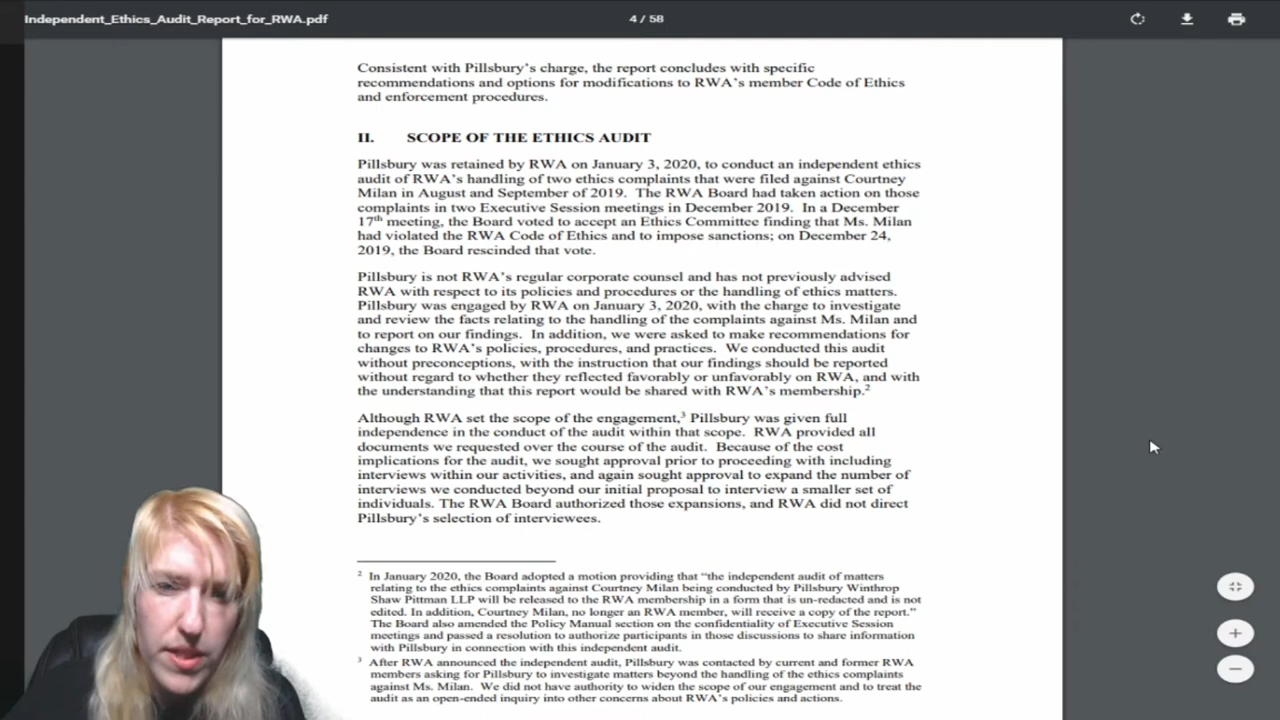 Independent_Ethics_Audit_Report_for_RWA.pdf
4 / 58
Consistent with Pillsbury's charge, the report concludes with specific
recommendations and options for modifications to RWA's member Code of Ethics
and enforcement procedures.
II. SCOPE OF THE ETHICS AUDIT
Pillsbury was retained by RWA on January 3, 2020, to conduct an independent ethics
audit of RWA's handling of two ethics complaints that were filed against Courtney
Milan in August and September of 2019. The RWA Board had taken action on those
complaints in two Executive Session meetings in December 2019. In a December
17th meeting, the Board voted to accept an Ethics Committee finding that Ms. Milan
had violated the RWA Code of Ethics and to impose sanctions; on December 24,
2019, the Board rescinded that vote.
Pillsbury is not RWA's regular corporate counsel and has not previously advised
RWA with respect to its policies and procedures or the handling of ethics matters.
Pillsbury was engaged by RWA on January 3, 2020, with the charge to investigate
and review the facts relating to the handling of the complaints against Ms. Milan and
to report on our findings. In addition, we were asked to make recommendations for
changes to RWA's policies, procedures, and practices. We conducted this audit
without preconceptions, with the instruction that our findings should be reported
without regard to whether they reflected favorably or unfavorably on RWA, and with
the understanding that this report would be shared with RWA's membership.2
Although RWA set the scope of the engagement,3 Pillsbury was given full
independence in the conduct of the audit within that scope. RWA provided all
documents we requested over the course of the audit. Because of the cost
implications for the audit, we sought approval prior to proceeding with including
interviews within our activities, and again sought approval to expand the number of
interviews we conducted beyond our initial proposal to interview a smaller set of
individuals. The RWA Board authorized those expansions, and RWA did not direct
Pillsbury's selection of interviewees.
2 In January 2020, the Board adopted a motion providing that “the independent audit of matters
relating to the ethics complaints against Courtney Milan being conducted by Pillsbury Winthrop
Shaw Pittman LLP will be released to the RWA membership in a form that is un-redacted and is not
edited. In addition, Courtney Milan, no longer an RWA member, will receive a copy of the report.”
The Board also amended the Policy Manual section on the confidentiality of Executive Session
meetings and passed a resolution to authorize participants in those discussions to share information
with Pillsbury in connection with this independent audit.
3 After RWA announced the independent audit, Pillsbury was contacted by current and former RWA
members asking for Pillsbury to investigate matters beyond the handling of the ethics complaints
against Ms. Milan. We did not have authority to widen the scope of our engagement and to treat the
audit as an open-ended inquiry into other concerns about RWA's policies and actions.